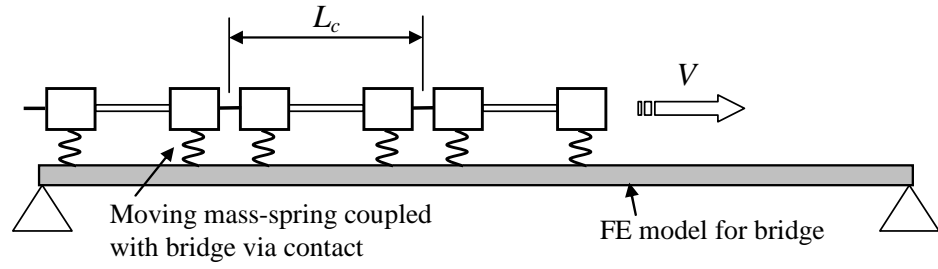 L_c
V
Moving mass-spring coupled
with bridge via contact
FE model for bridge